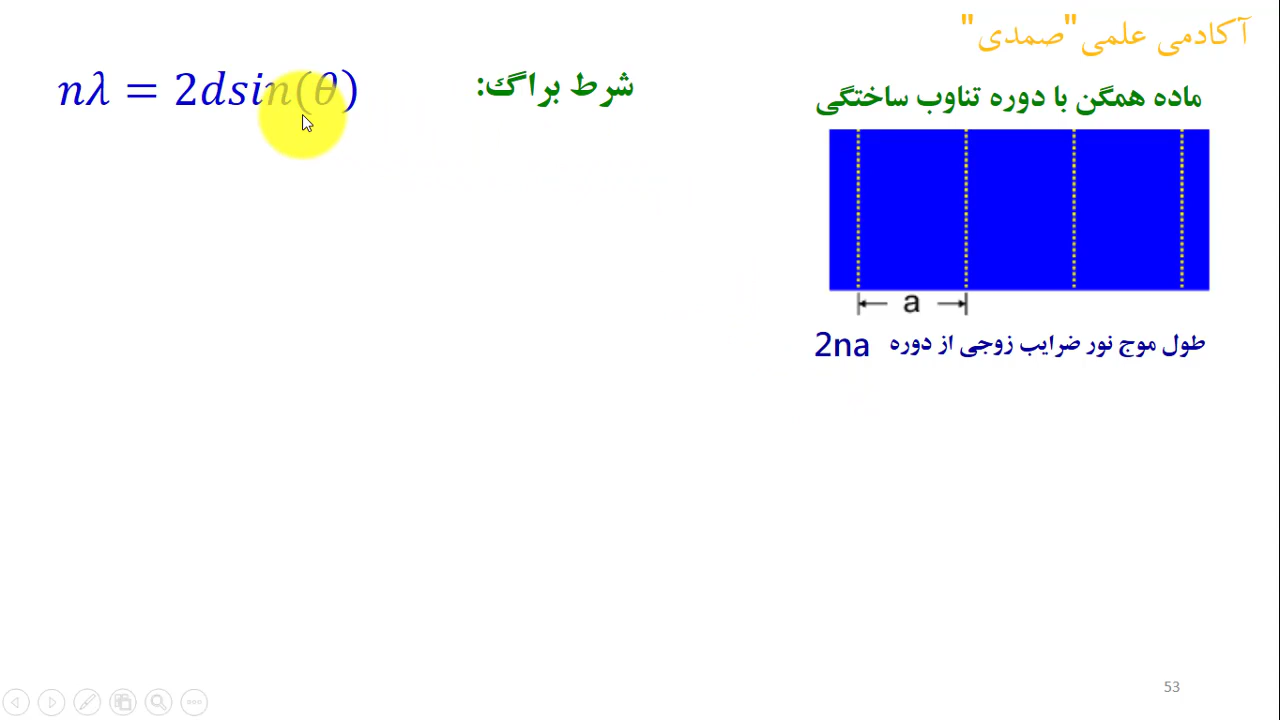 آکادمی علمی"صمدی"
ماده همگن با دوره تناوب ساختگی
شرط براگ:
nλ = 2dsin(θ)
a
طول موج نور ضرایب زوجی از دوره 2na
53